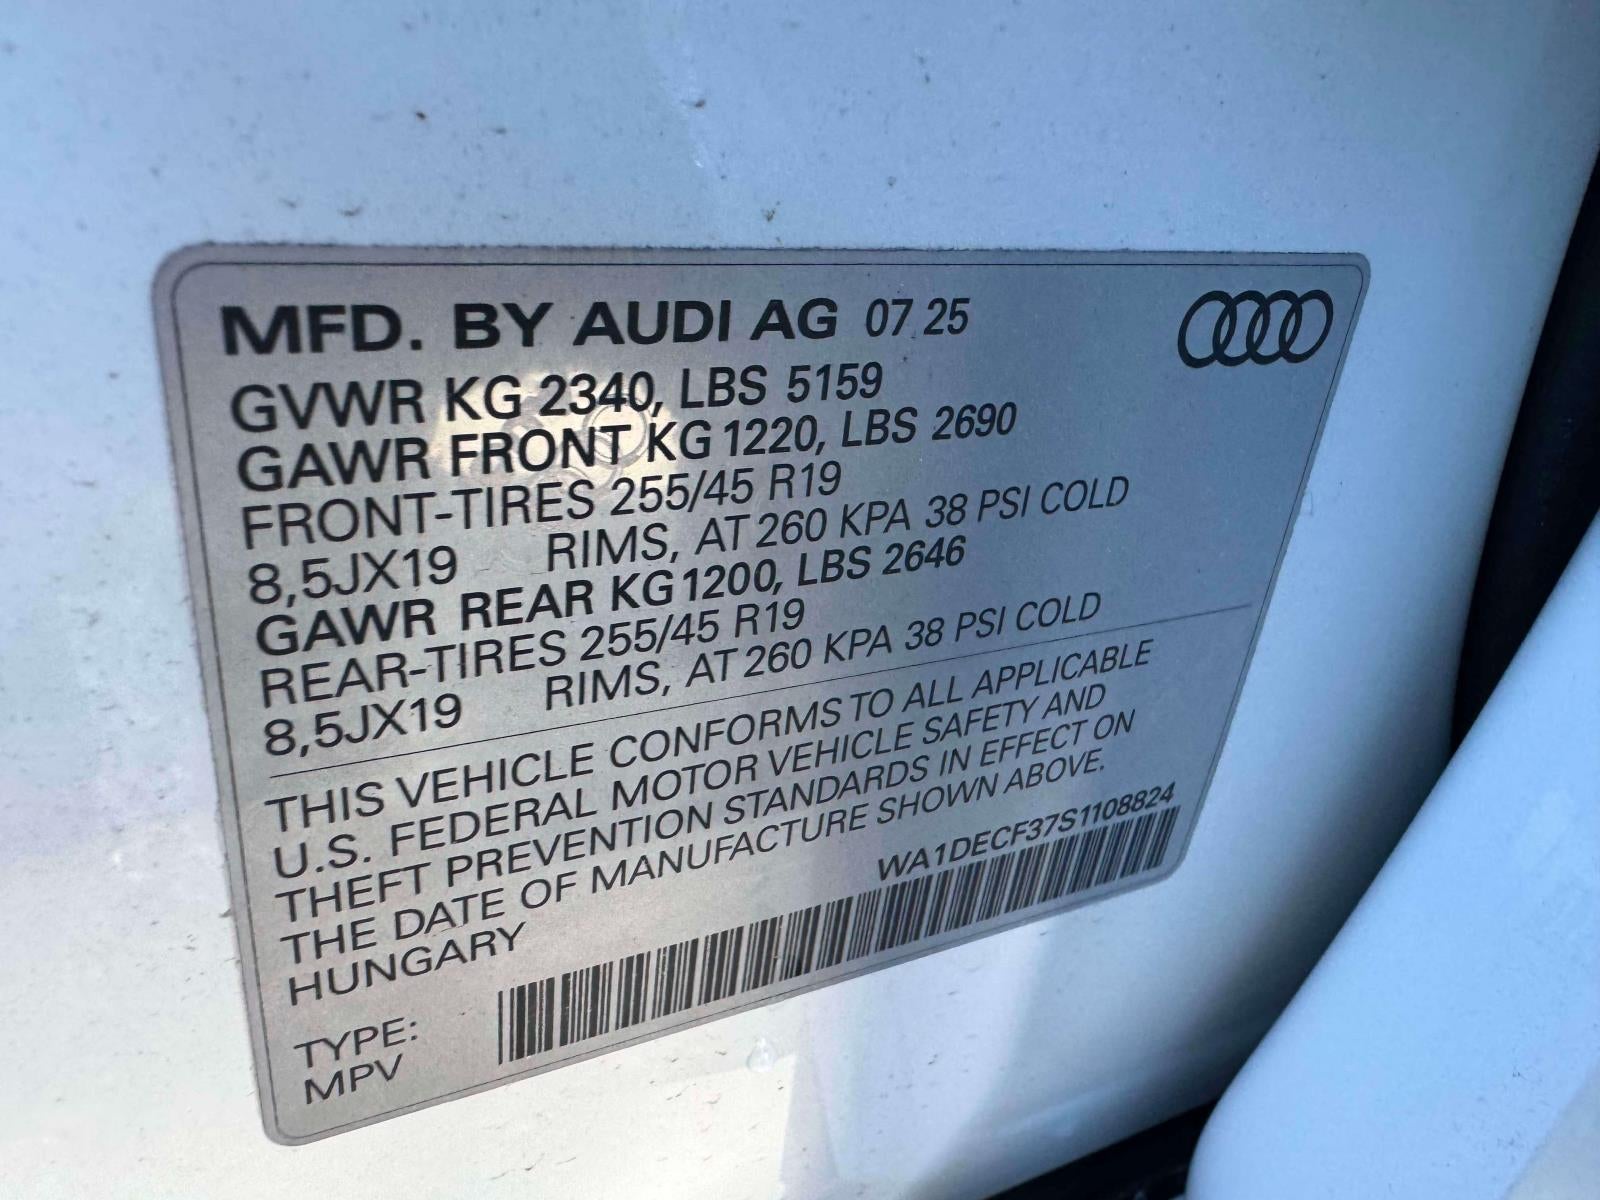 MFD. BY AUDI AG 07 25
GVWR KG 2340, LBS 5159
GAWR FRONT KG 1220, LBS 2690
FRONT-TIRES 255/45 R19
8,5JX19 RIMS, AT 260 KPA 38 PSI COLD
GAWR REAR KG 1200, LBS 2646
REAR-TIRES 255/45 R19
8,5JX19 RIMS, AT 260 KPA 38 PSI COLD
THIS VEHICLE CONFORMS TO ALL APPLICABLE
U.S. FEDERAL MOTOR VEHICLE SAFETY AND
THEFT PREVENTION STANDARDS IN EFFECT ON
THE DATE OF MANUFACTURE SHOWN ABOVE.
HUNGARY
WA1DECF37S1108824
TYPE:
MPV